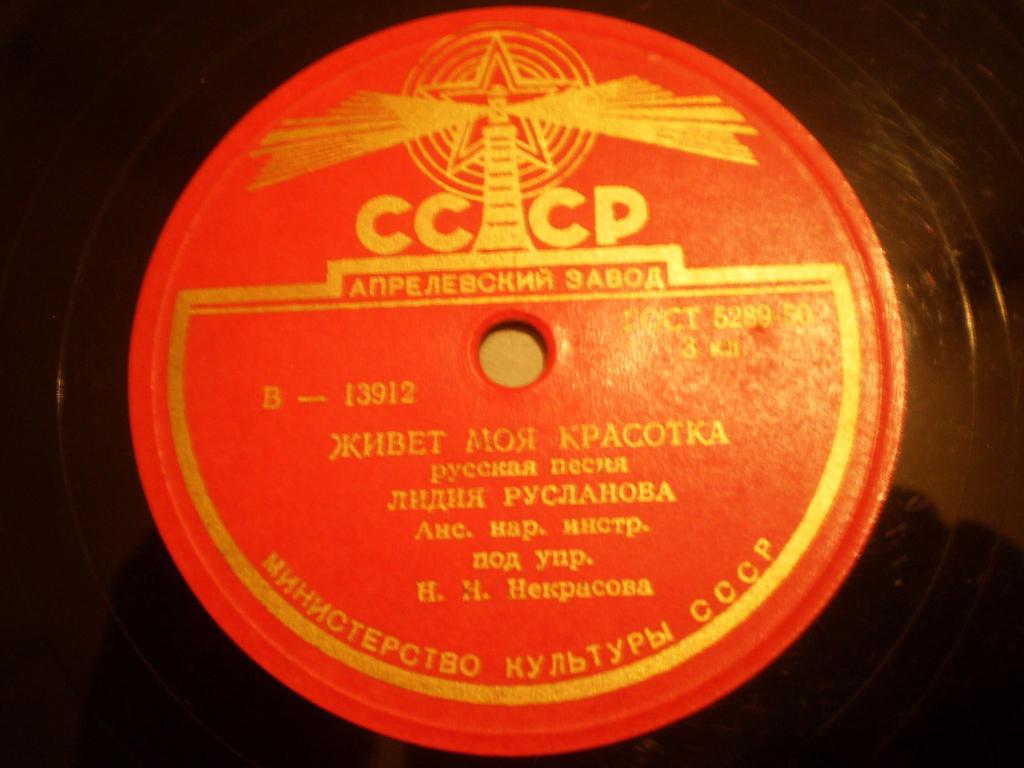 СССР
АПРЕЛЕВСКИЙ ЗАВОД
ГОСТ 5289-50
3 кл.
В — 13912
ЖИВЕТ МОЯ КРАСОТКА
русская песня
ЛИДИЯ РУСЛАНОВА
Анс. нар. инстр.
под упр.
Н. Н. Некрасова
МИНИСТЕРСТВО КУЛЬТУРЫ СССР